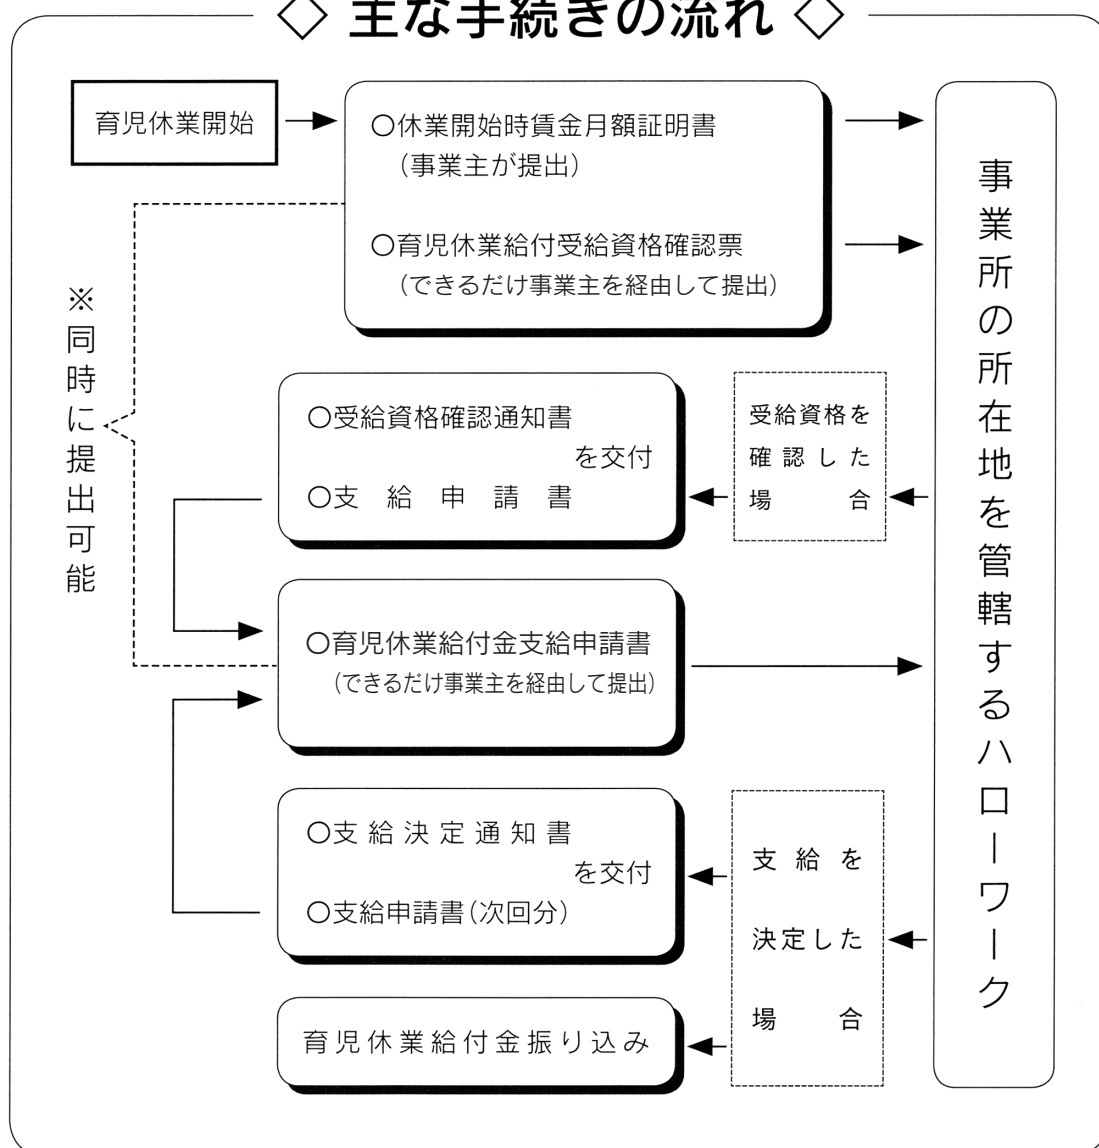 ◇ 主な手続きの流れ ◇
育児休業開始
○休業開始時賃金月額証明書
(事業主が提出)
○育児休業給付受給資格確認票
(できるだけ事業主を経由して提出)
※同時に提出可能
○受給資格確認通知書
を交付
○支給申請書
受給資格を
確認した
場合
○育児休業給付金支給申請書
(できるだけ事業主を経由して提出)
○支給決定通知書
を交付
○支給申請書(次回分)
支給を
決定した
場合
育児休業給付金振り込み
事業所の所在地を管轄するハローワーク